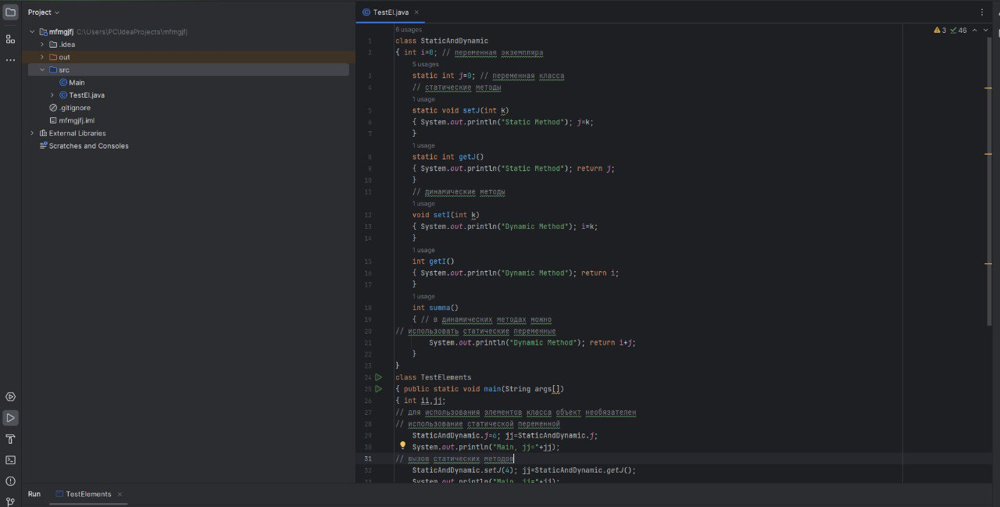 Project
mfmgjfj C:\Users\PC\IdeaProjects\mfmgjfj
.idea
out
src
Main
TestEl.java
.gitignore
mfmgjfj.iml
External Libraries
Scratches and Consoles
TestEl.java
3 46
6 usages
1 class StaticAndDynamic
2 { int i=0; // переменная экземпляра
5 usages
3 static int j=0; // переменная класса
4 // статические методы
1 usage
5 static void setJ(int k)
6 { System.out.println("Static Method"); j=k;
7 }
1 usage
8 static int getJ()
9 { System.out.println("Static Method"); return j;
10 }
11 // динамические методы
1 usage
12 void setI(int k)
13 { System.out.println("Dynamic Method"); i=k;
14 }
1 usage
15 int getI()
16 { System.out.println("Dynamic Method"); return i;
17 }
1 usage
18 int summa()
19 { // в динамических методах можно
20 // использовать статические переменные
21 System.out.println("Dynamic Method"); return i+j;
22 }
23 }
24 class TestElements
25 { public static void main(String args[])
26 { int ii,jj;
27 // для использования элементов класса объект необязателен
28 // использование статической переменной
29 StaticAndDynamic.j=6; jj=StaticAndDynamic.j;
30 System.out.println("Main, jj="+jj);
31 // вызов статических методов
32 StaticAndDynamic.setJ(4); jj=StaticAndDynamic.getJ();
33 System.out.println("Main, jj="+jj);
Run TestElements